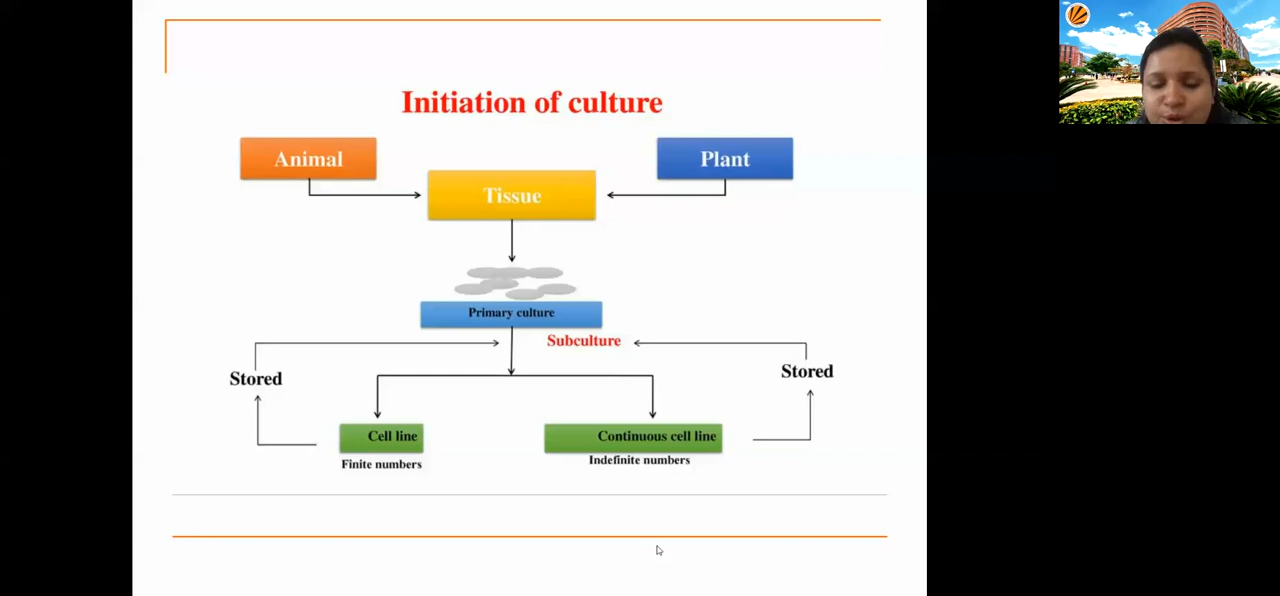 Initiation of culture
Animal
Plant
Tissue
Primary culture
Subculture
Stored
Stored
Cell line
Continuous cell line
Finite numbers
Indefinite numbers